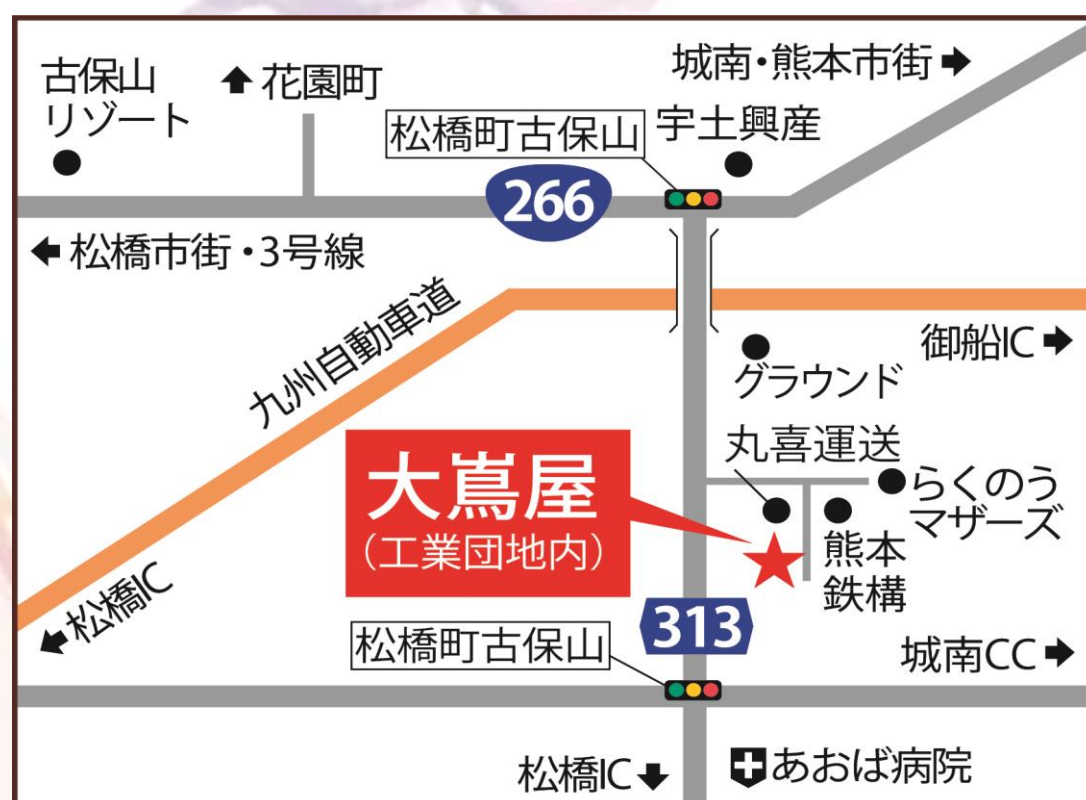 古保山
リゾート
花園町
城南・熊本市街
松橋町古保山
宇土興産
266
松橋市街・3号線
九州自動車道
御船IC
グラウンド
丸喜運送
らくのう
マザーズ
大嶌屋
(工業団地内)
熊本
鉄構
松橋IC
313
松橋町古保山
城南CC
松橋IC
あおば病院